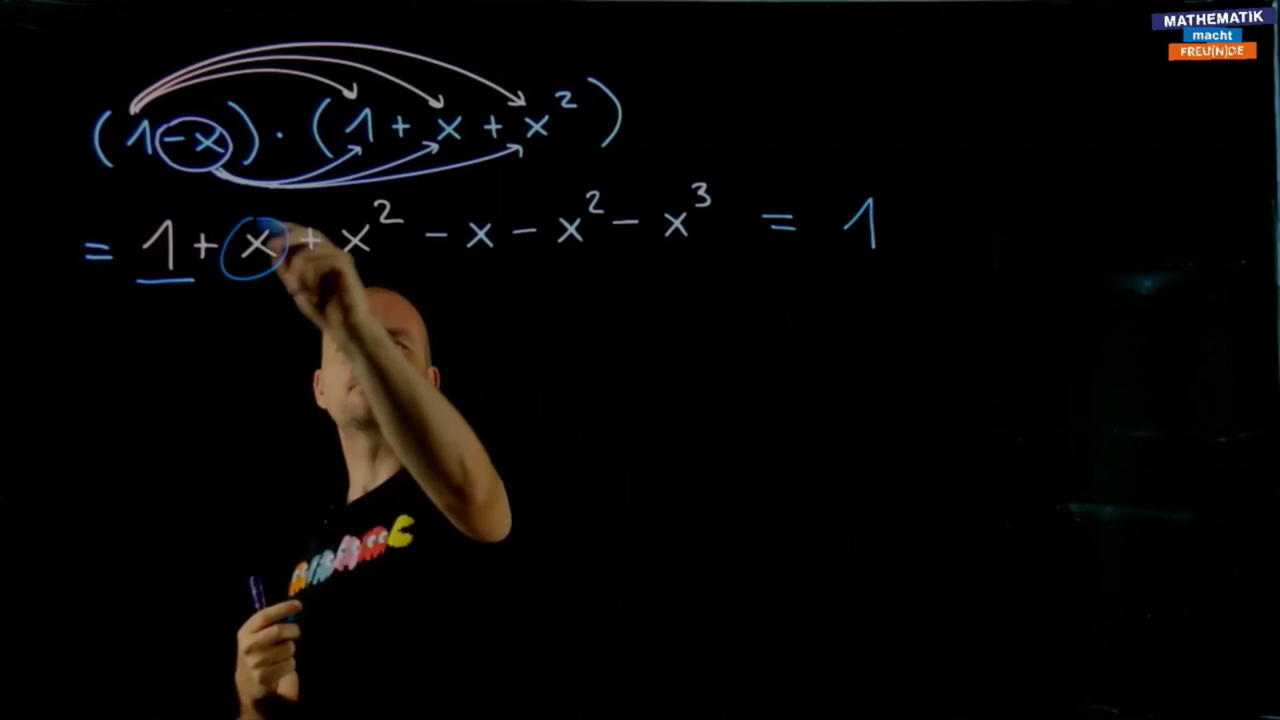 MATHEMATIK
macht
FREU(N)DE
(1-x) · (1 + x + x²)
= 1 + x + x² - x - x² - x³ = 1